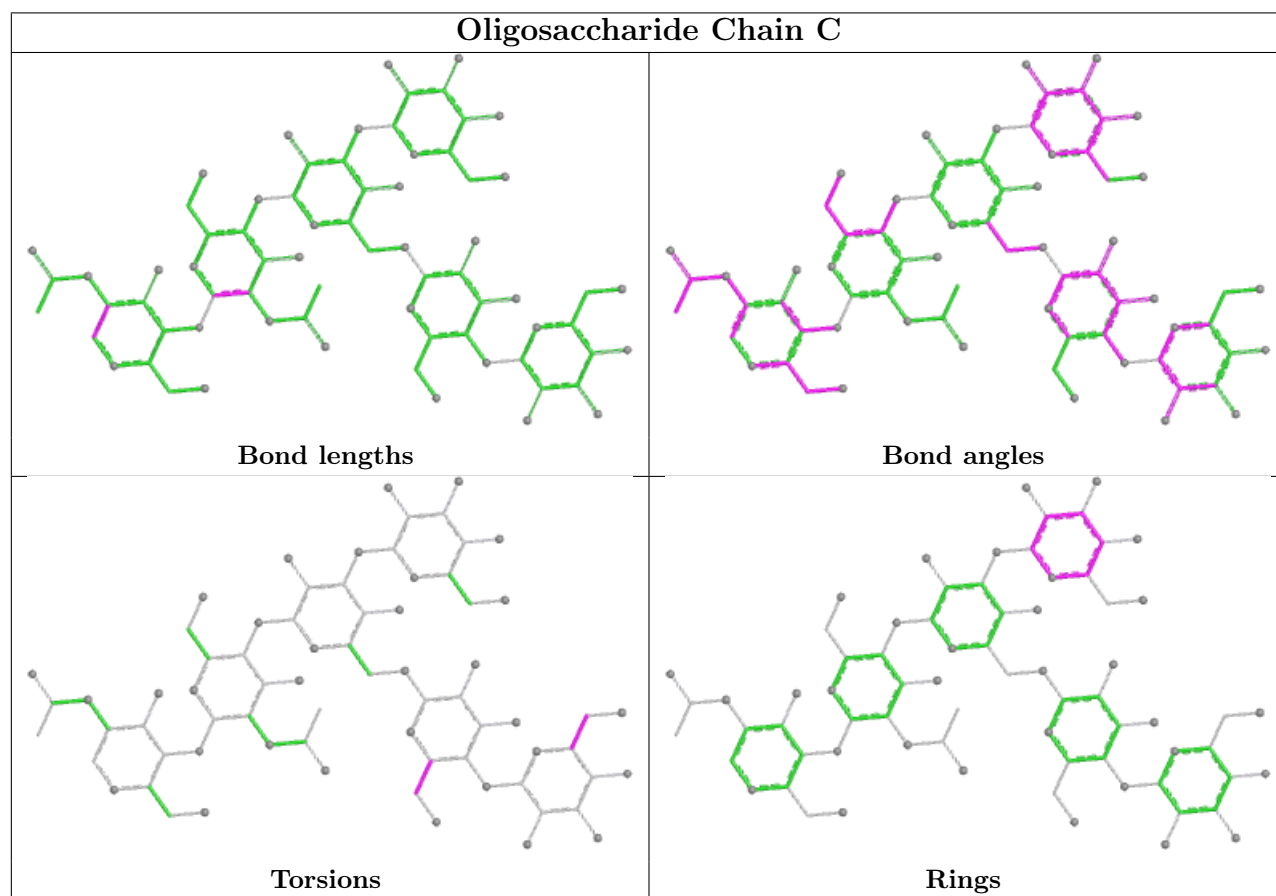 Oligosaccharide Chain C
Bond lengths
Bond angles
Torsions
Rings